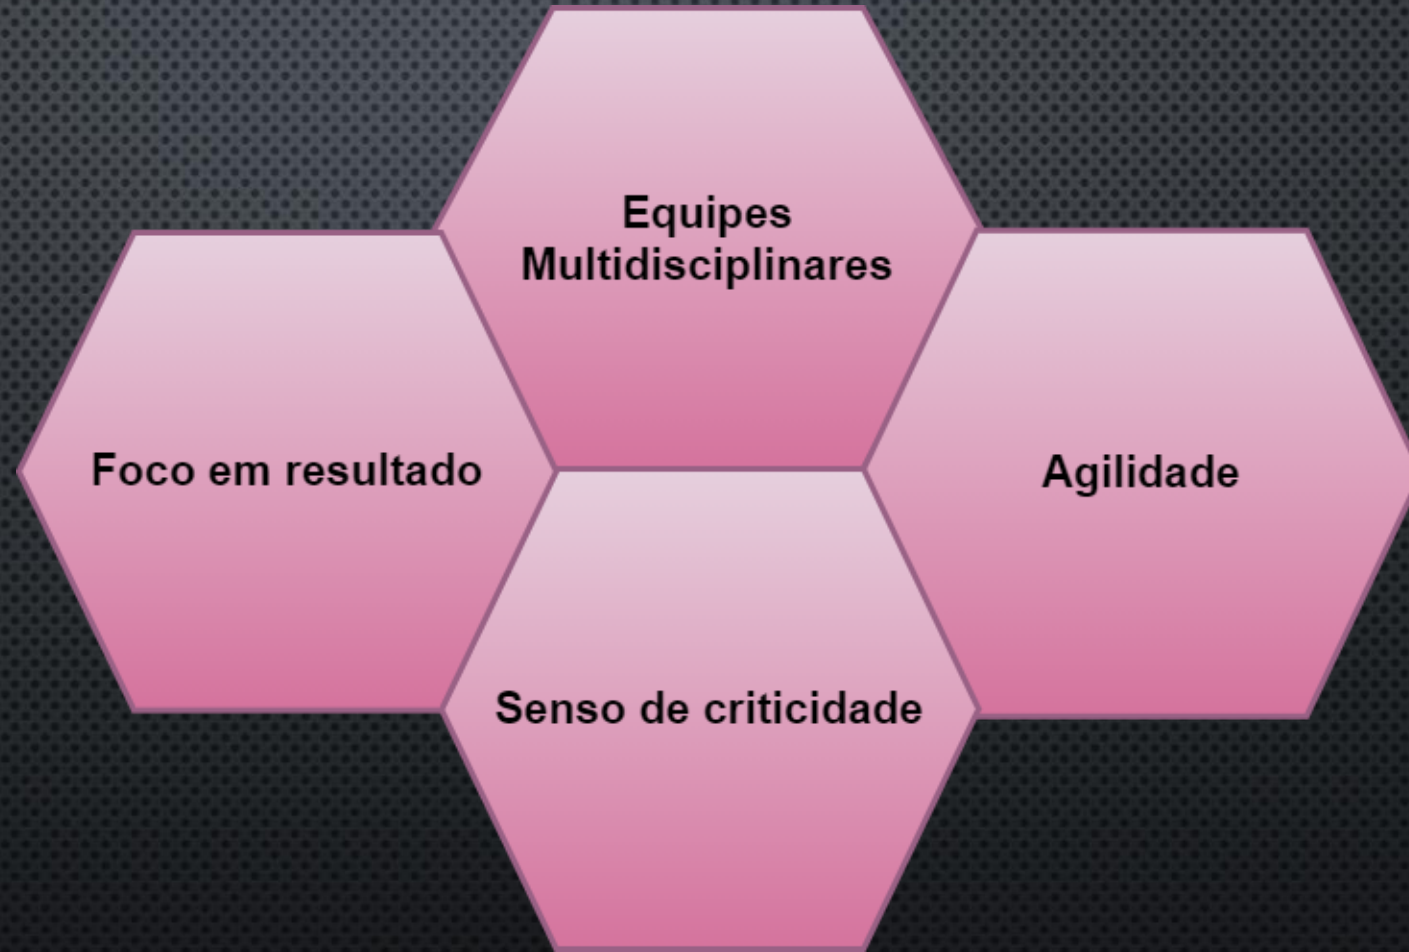 Equipes
Multidisciplinares
Foco em resultado
Agilidade
Senso de criticidade